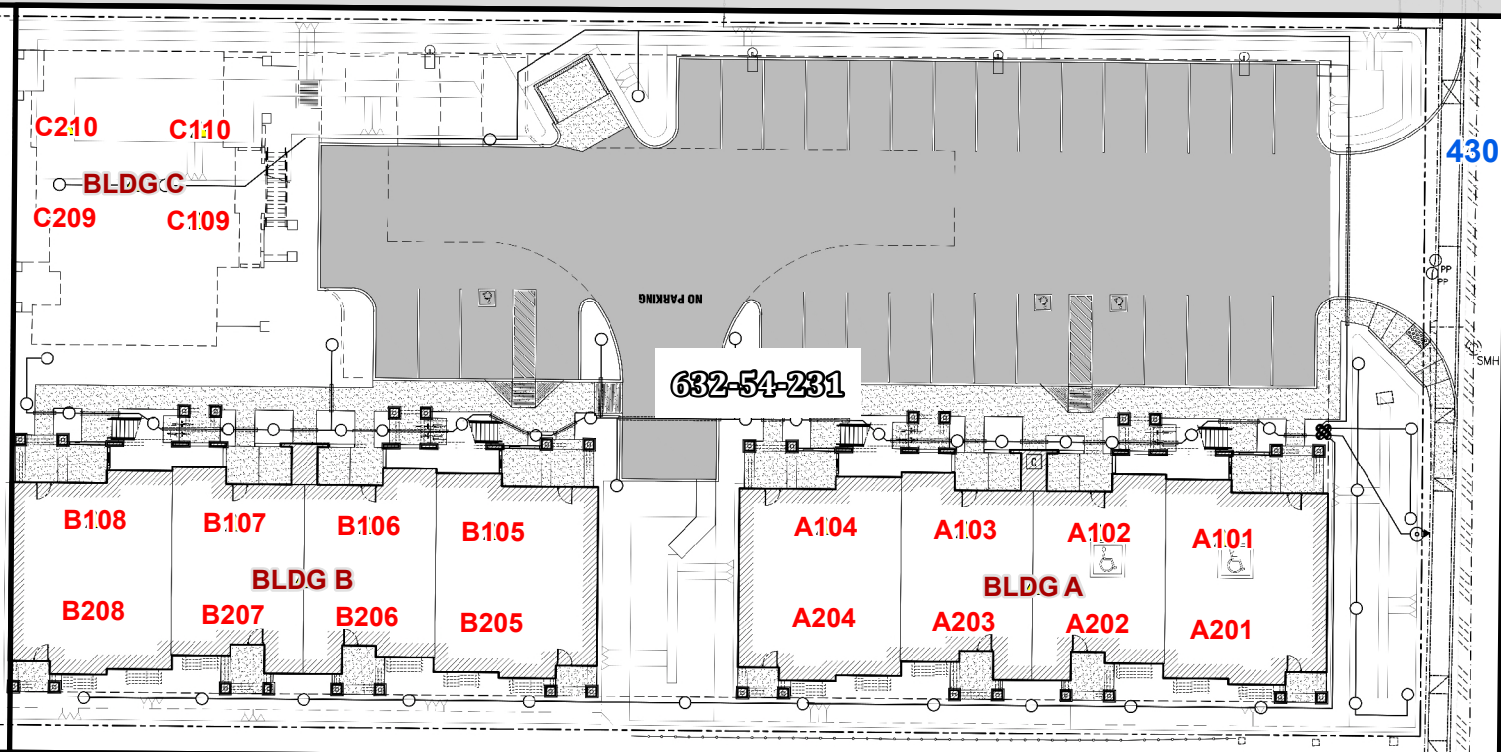 C210 C110
430
BLDG C
C209 C109
PP
PP
NO PARKING
SMH
632-54-231
B108 B107 B106 B105 A104 A103 A102 A101
BLDG B BLDG A
B208 B207 B206 B205 A204 A203 A202 A201